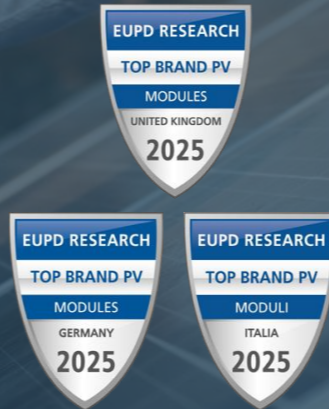 EUPD RESEARCH
TOP BRAND PV
MODULES
UNITED KINGDOM
2025
EUPD RESEARCH
TOP BRAND PV
MODULES
GERMANY
2025
EUPD RESEARCH
TOP BRAND PV
MODULI
ITALIA
2025